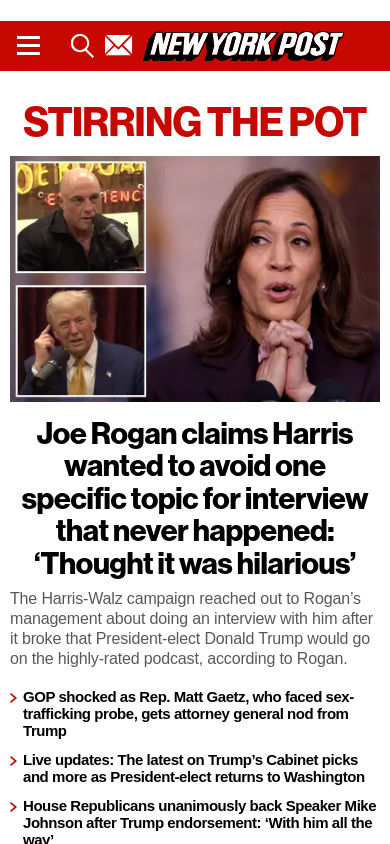 NEW YORK POST
STIRRING THE POT
Joe Rogan claims Harris
wanted to avoid one
specific topic for interview
that never happened:
‘Thought it was hilarious’
The Harris-Walz campaign reached out to Rogan’s
management about doing an interview with him after
it broke that President-elect Donald Trump would go
on the highly-rated podcast, according to Rogan.
GOP shocked as Rep. Matt Gaetz, who faced sex-
trafficking probe, gets attorney general nod from
Trump
Live updates: The latest on Trump’s Cabinet picks
and more as President-elect returns to Washington
House Republicans unanimously back Speaker Mike
Johnson after Trump endorsement: ‘With him all the
way’